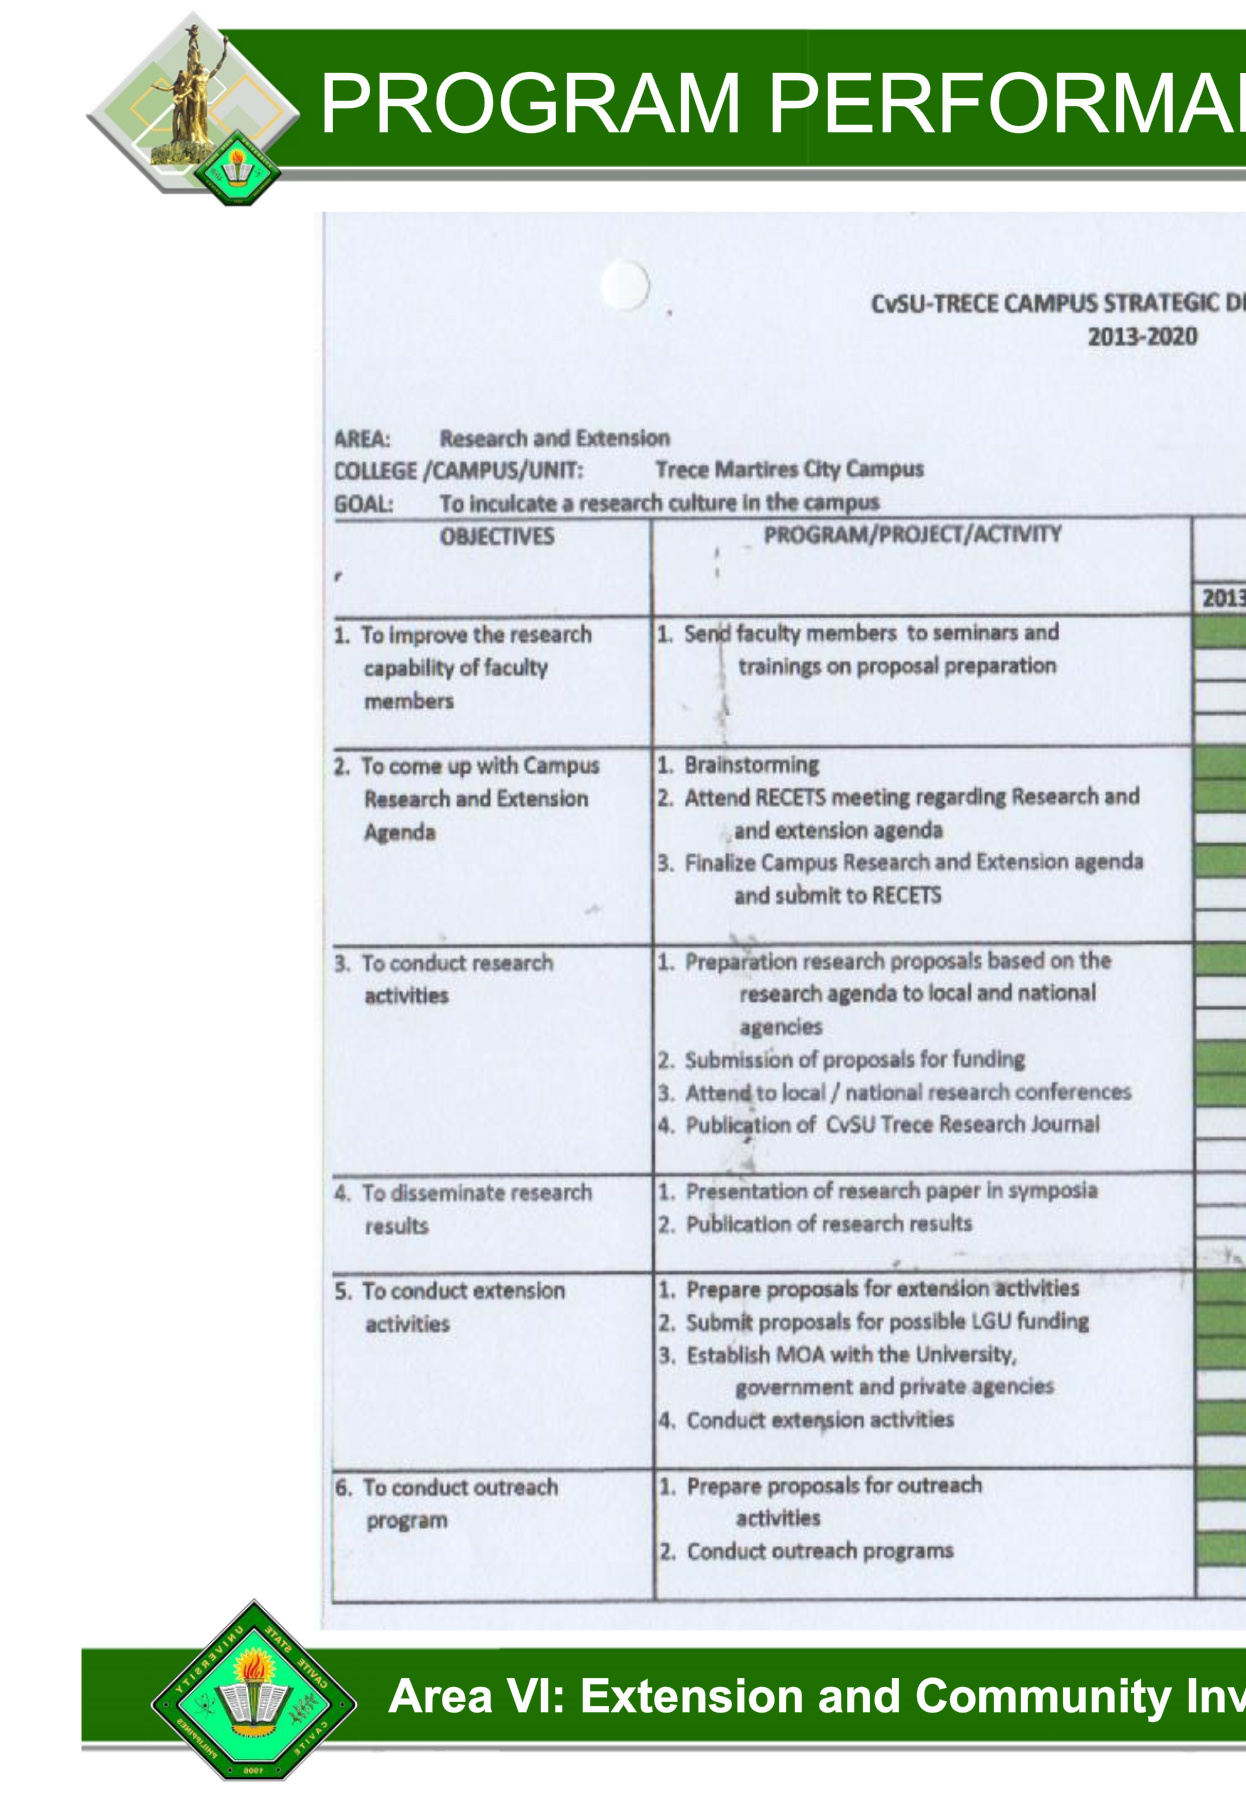 PROGRAM PERFORMA
CvSU-TRECE CAMPUS STRATEGIC D
2013-2020
AREA: Research and Extension
COLLEGE /CAMPUS/UNIT: Trece Martires City Campus
GOAL: To inculcate a research culture in the campus
OBJECTIVES PROGRAM/PROJECT/ACTIVITY
2013
1. To improve the research capability of faculty members
1. Send faculty members to seminars and
trainings on proposal preparation
2. To come up with Campus
Research and Extension
Agenda
1. Brainstorming
2. Attend RECETS meeting regarding Research and
and extension agenda
3. Finalize Campus Research and Extension agenda
and submit to RECETS
3. To conduct research
activities
1. Preparation research proposals based on the
research agenda to local and national
agencies
2. Submission of proposals for funding
3. Attend to local / national research conferences
4. Publication of CvSU Trece Research Journal
4. To disseminate research
results
1. Presentation of research paper in symposia
2. Publication of research results
5. To conduct extension
activities
1. Prepare proposals for extension activities
2. Submit proposals for possible LGU funding
3. Establish MOA with the University,
government and private agencies
4. Conduct extension activities
6. To conduct outreach
program
1. Prepare proposals for outreach
activities
2. Conduct outreach programs
CAVITE STATE UNIVERSITY
CAVITE PHILIPPINES
1906
Area VI: Extension and Community Inv